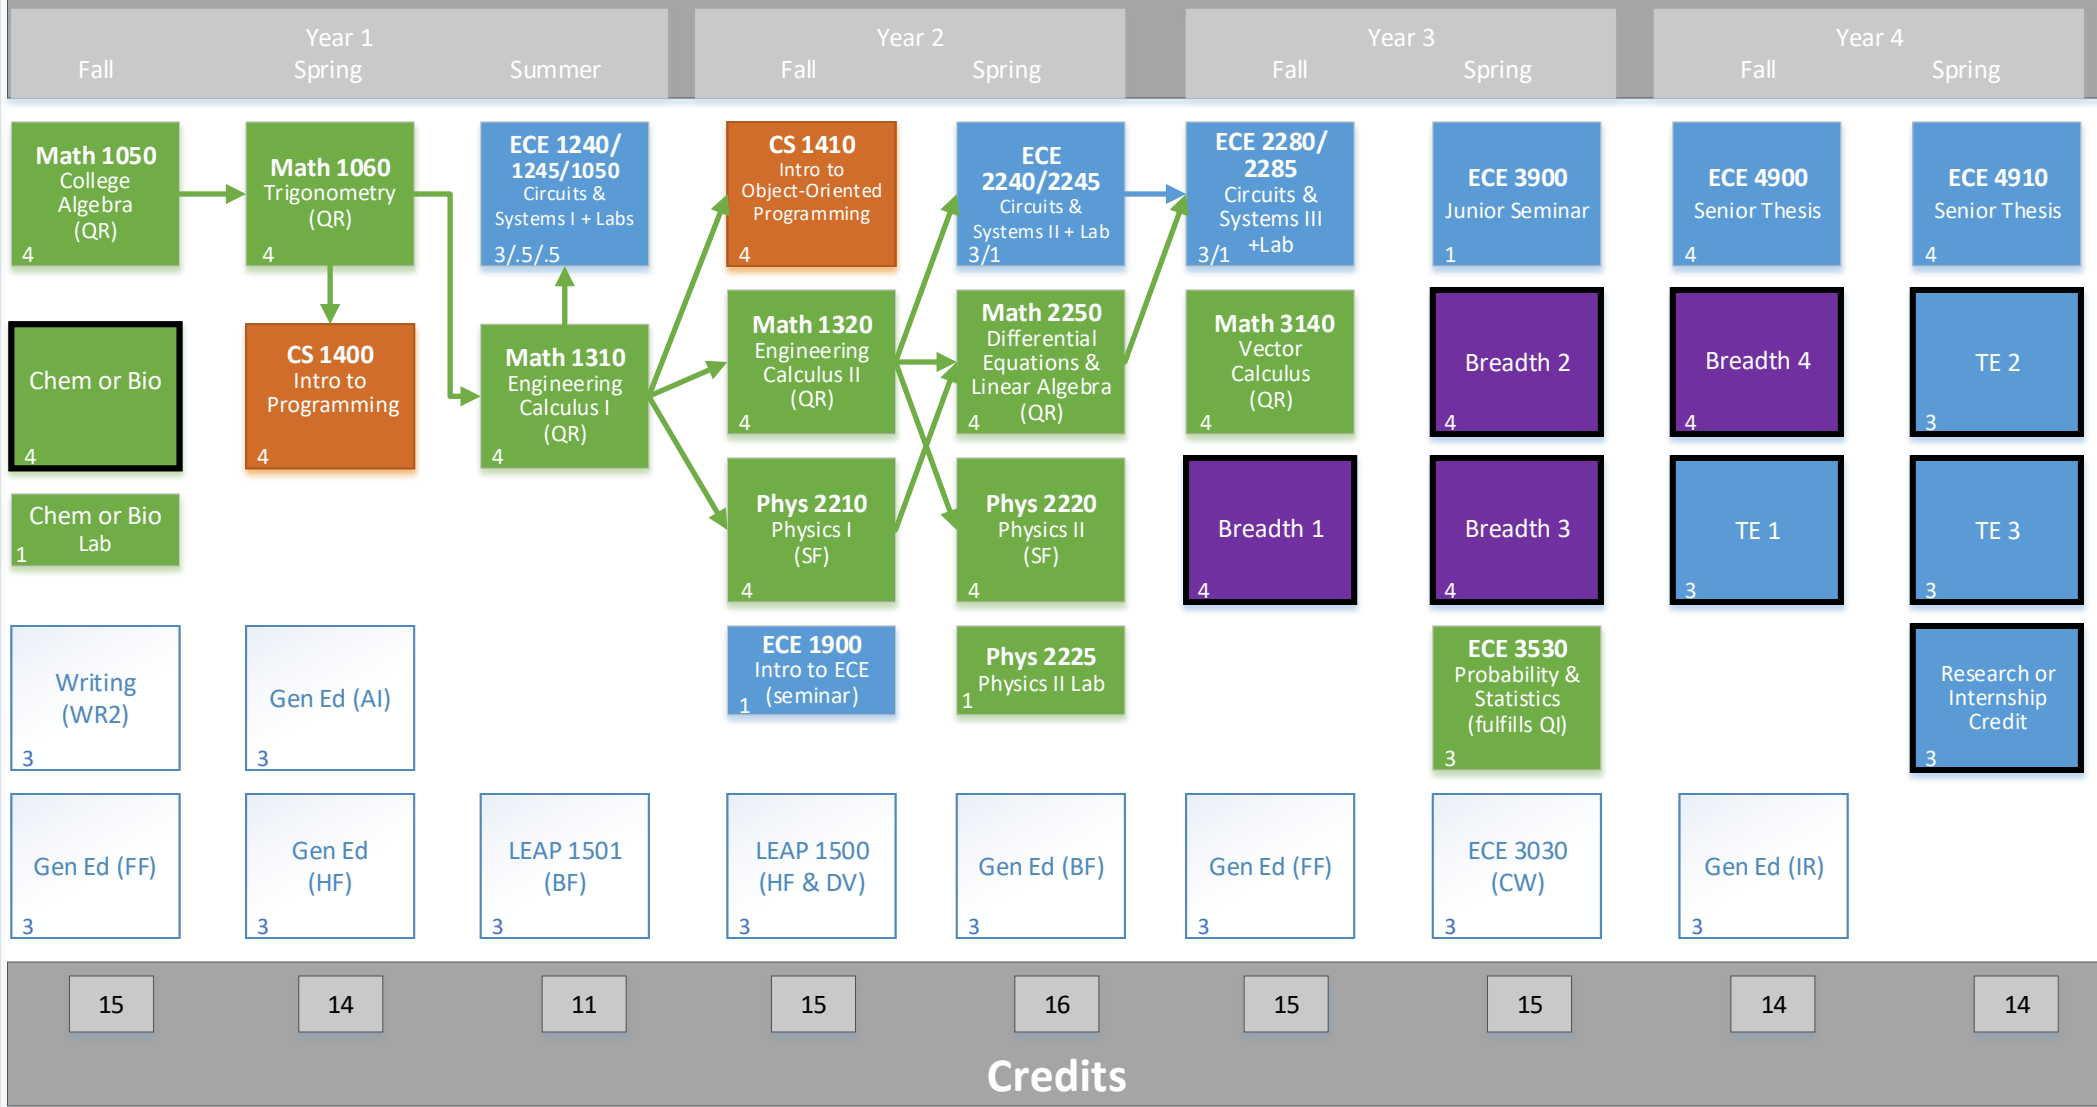 Year 1
Fall Spring Summer
Year 2
Fall Spring
Year 3
Fall Spring
Year 4
Fall Spring
Math 1050
College
Algebra
(QR)
4
Chem or Bio
4
Chem or Bio
Lab
1
Writing
(WR2)
3
Gen Ed (FF)
3
Math 1060
Trigonometry
(QR)
4
CS 1400
Intro to
Programming
4
Gen Ed (AI)
3
Gen Ed
(HF)
3
ECE 1240/
1245/1050
Circuits &
Systems I + Labs
3/.5/.5
Math 1310
Engineering
Calculus I
(QR)
4
LEAP 1501
(BF)
3
CS 1410
Intro to
Object-Oriented
Programming
4
Math 1320
Engineering
Calculus II
(QR)
4
Phys 2210
Physics I
(SF)
4
ECE 1900
Intro to ECE
(seminar)
1
LEAP 1500
(HF & DV)
3
ECE
2240/2245
Circuits &
Systems II + Lab
3/1
Math 2250
Differential
Equations &
Linear Algebra
(QR)
4
Phys 2220
Physics II
(SF)
4
Phys 2225
Physics II Lab
1
Gen Ed (BF)
3
ECE 2280/
2285
Circuits &
Systems III
+Lab
3/1
Math 3140
Vector
Calculus
(QR)
4
Breadth 1
4
Gen Ed (FF)
3
ECE 3900
Junior Seminar
1
Breadth 2
4
Breadth 3
4
ECE 3530
Probability &
Statistics
(fulfills QI)
3
ECE 3030
(CW)
3
ECE 4900
Senior Thesis
4
Breadth 4
4
TE 1
3
Gen Ed (IR)
3
ECE 4910
Senior Thesis
4
TE 2
3
TE 3
3
Research or
Internship
Credit
3
15 14 11 15 16 15 15 14 14
Credits